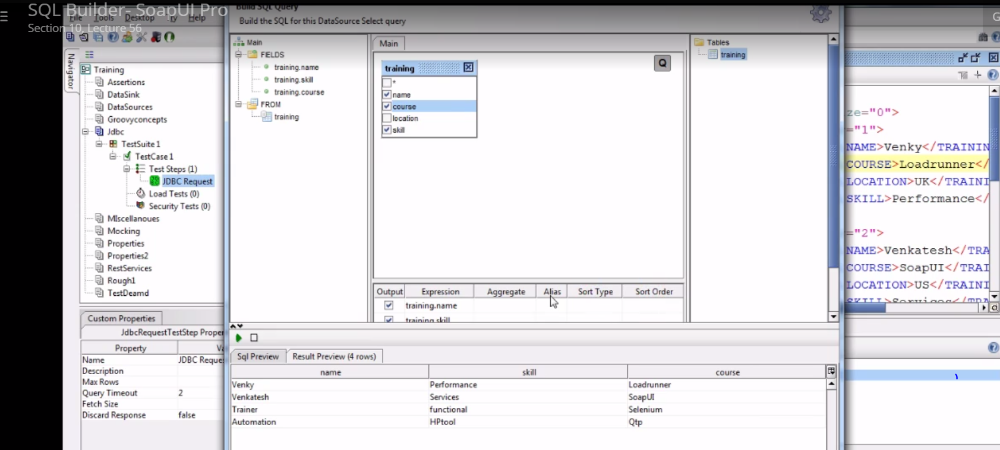 SQL Builder- SoapUI Pro
Section 10, Lecture 56
File Tools Desktop Help
Build SQL Query
Build the SQL for this DataSource Select query
Navigator
Training
Assertions
DataSink
DataSources
Groovyconcepts
Jdbc
TestSuite 1
TestCase 1
Test Steps (1)
JDBC Request
Load Tests (0)
Security Tests (0)
MIscellanoues
Mocking
Properties
Properties2
RestServices
Rough1
TestDeamd
Custom Properties
JdbcRequestTestStep Proper
Property Va
Name JDBC Reques
Description
Max Rows
Query Timeout 2
Fetch Size
Discard Response false
Main
FIELDS
training.name
training.skill
training.course
FROM
training
Main
training
*
name
course
location
skill
Q
Output Expression Aggregate Alias Sort Type Sort Order
training.name
training.skill
Tables
training
Sql Preview Result Preview (4 rows)
name skill course
Venky Performance Loadrunner
Venkatesh Services SoapUI
Trainer functional Selenium
Automation HPtool Qtp
G
ze="0">
="1">
NAME>Venky</TRAININ
COURSE>Loadrunner</
LOCATION>UK</TRAINI
SKILL>Performance</
="2">
NAME>Venkatesh</TRA
COURSE>SoapUI</TRAI
LOCATION>US</TRAINI
SKILL>Services</TRA